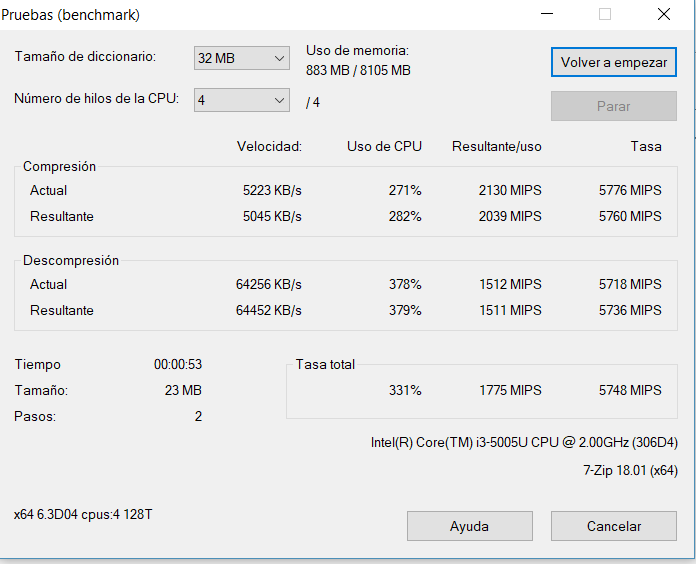 Pruebas (benchmark)
Tamaño de diccionario: 32 MB
Uso de memoria:
883 MB / 8105 MB
Volver a empezar
Número de hilos de la CPU: 4 / 4
Parar
Velocidad: Uso de CPU Resultante/uso Tasa
Compresión
Actual 5223 KB/s 271% 2130 MIPS 5776 MIPS
Resultante 5045 KB/s 282% 2039 MIPS 5760 MIPS
Descompresión
Actual 64256 KB/s 378% 1512 MIPS 5718 MIPS
Resultante 64452 KB/s 379% 1511 MIPS 5736 MIPS
Tiempo 00:00:53
Tamaño: 23 MB
Pasos: 2
Tasa total
331% 1775 MIPS 5748 MIPS
Intel(R) Core(TM) i3-5005U CPU @ 2.00GHz (306D4)
7-Zip 18.01 (x64)
x64 6.3D04 cpus:4 128T
Ayuda
Cancelar